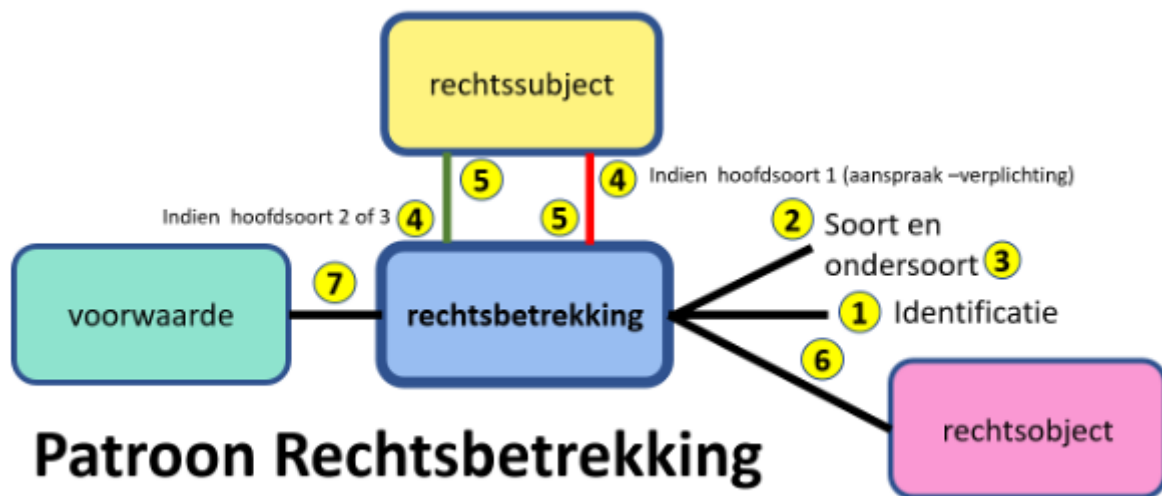 rechtssubject
5
4 Indien hoofdsoort 1 (aanspraak –verplichting)
Indien hoofdsoort 2 of 3 4
5
2 Soort en
ondersoort 3
voorwaarde
7
rechtsbetrekking
1 Identificatie
6
rechtsobject
Patroon Rechtsbetrekking